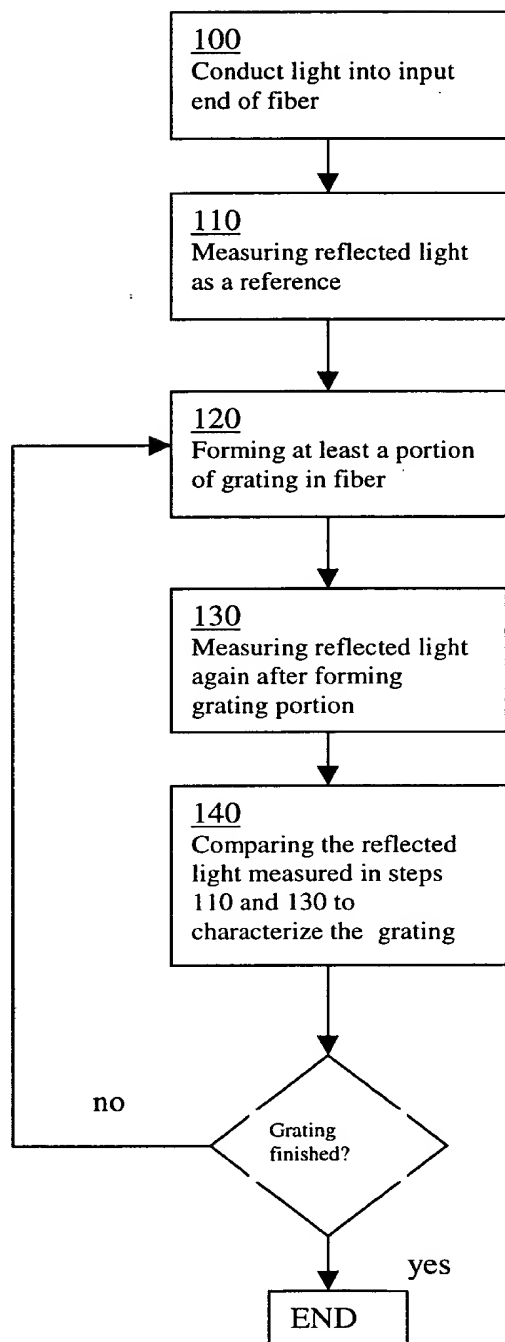 100
Conduct light into input
end of fiber
110
Measuring reflected light
as a reference
120
Forming at least a portion
of grating in fiber
130
Measuring reflected light
again after forming
grating portion
140
Comparing the reflected
light measured in steps
110 and 130 to
characterize the grating
no
Grating
finished?
yes
END